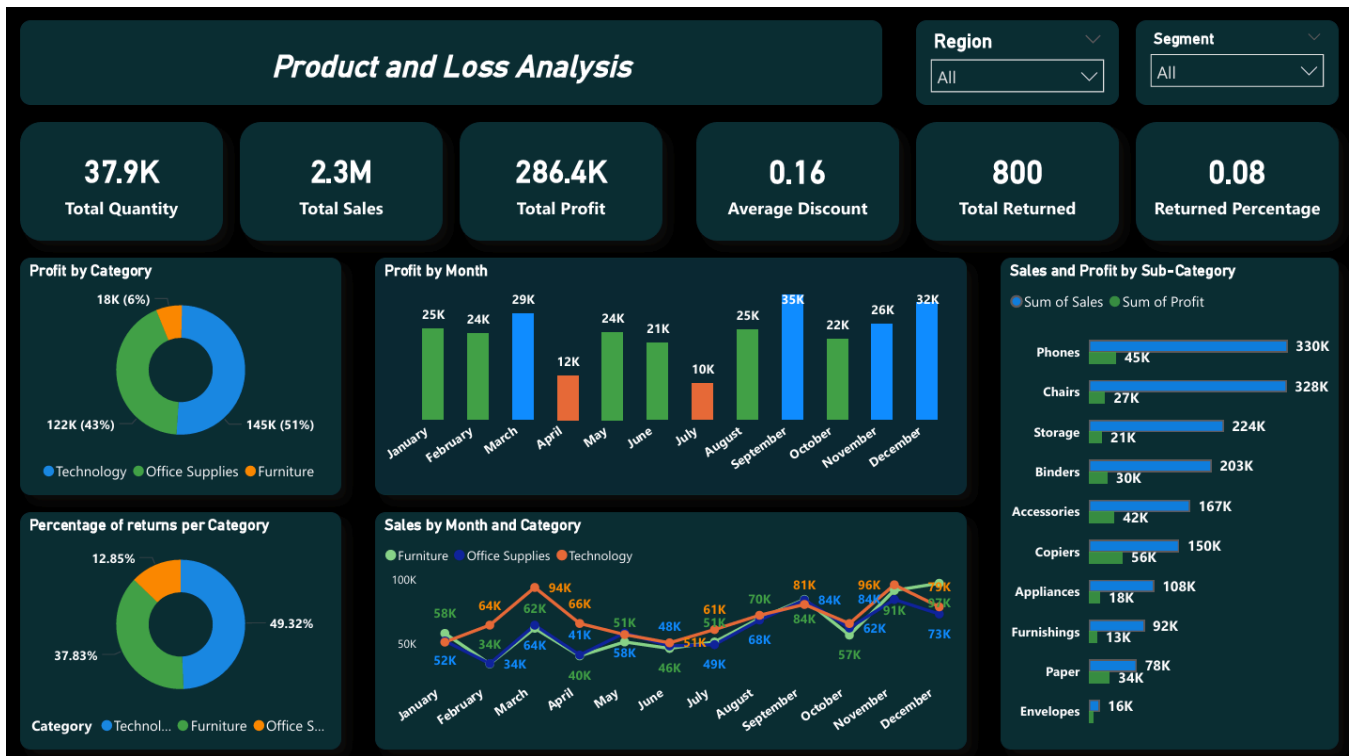 Product and Loss Analysis
Region
All
Segment
All
37.9K
Total Quantity
2.3M
Total Sales
286.4K
Total Profit
0.16
Average Discount
800
Total Returned
0.08
Returned Percentage
Profit by Category
18K (6%)
122K (43%)
145K (51%)
Technology Office Supplies Furniture
Profit by Month
25K
24K
29K
12K
24K
21K
10K
25K
35K
22K
26K
32K
January
February
March
April
May
June
July
August
September
October
November
December
Sales and Profit by Sub-Category
Sum of Sales Sum of Profit
Phones 330K
45K
Chairs 328K
27K
Storage 224K
21K
Binders 203K
30K
Accessories 167K
42K
Copiers 150K
56K
Appliances 108K
18K
Furnishings 92K
13K
Paper 78K
34K
Envelopes 16K
Percentage of returns per Category
12.85%
49.32%
37.83%
Category Technol... Furniture Office S...
Sales by Month and Category
Furniture Office Supplies Technology
100K
50K
58K
52K
64K
34K
34K
94K
62K
64K
66K
41K
40K
51K
58K
48K
46K
51K
61K
51K
49K
70K
68K
81K
84K
84K
57K
62K
96K
84K
91K
79K
97K
73K
January
February
March
April
May
June
July
August
September
October
November
December